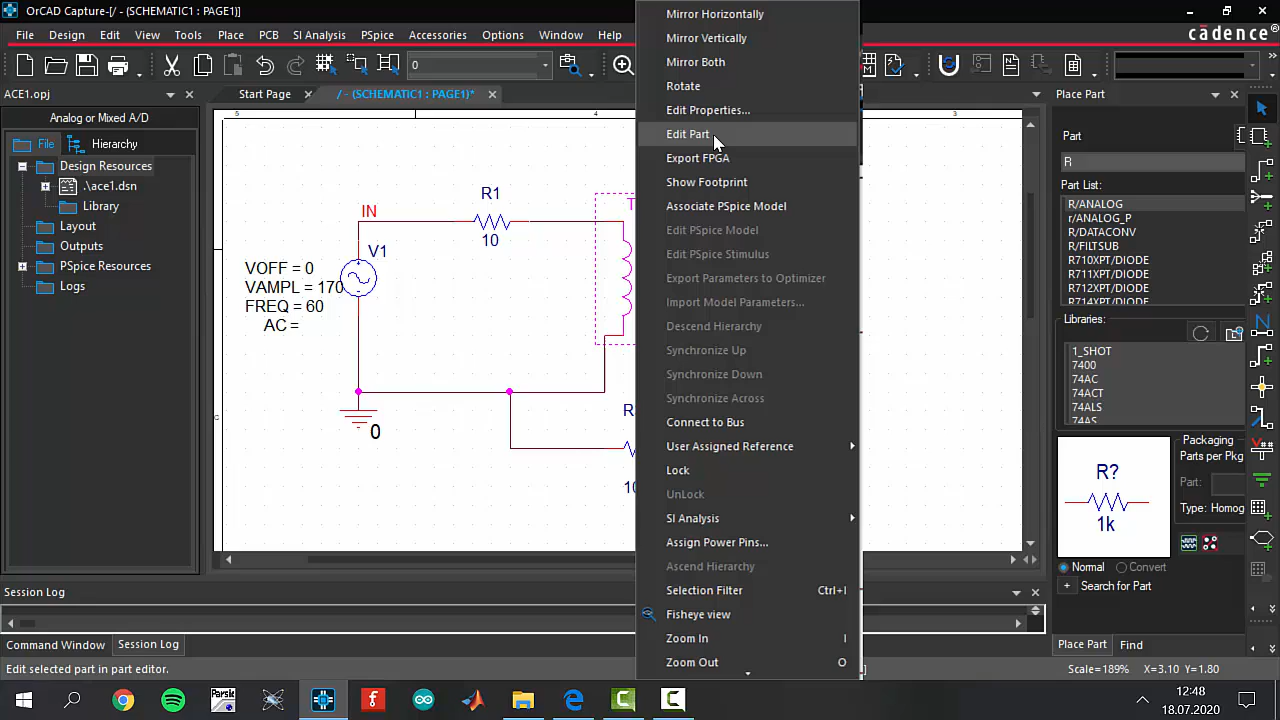 OrCAD Capture-[/ - (SCHEMATIC1 : PAGE1)]
File Design Edit View Tools Place PCB SI Analysis PSpice Accessories Options Window Help
cādence®
0
ACE1.opj
Start Page
/ - (SCHEMATIC1 : PAGE1)*
Analog or Mixed A/D
File
Hierarchy
Design Resources
.\ace1.dsn
Library
Layout
Outputs
PSpice Resources
Logs
5
4
3
C
IN
R1
10
V1
VOFF = 0
VAMPL = 170
FREQ = 60
AC =
0
T
10
Mirror Horizontally
Mirror Vertically
Mirror Both
Rotate
Edit Properties...
Edit Part
Export FPGA
Show Footprint
Associate PSpice Model
Edit PSpice Model
Edit PSpice Stimulus
Export Parameters to Optimizer
Import Model Parameters...
Descend Hierarchy
Synchronize Up
Synchronize Down
Synchronize Across
Connect to Bus
User Assigned Reference
Lock
UnLock
SI Analysis
Assign Power Pins...
Ascend Hierarchy
Selection Filter Ctrl+I
Fisheye view
Zoom In I
Zoom Out O
Place Part
Part
R
Part List:
R/ANALOG
r/ANALOG_P
R/DATACONV
R/FILTSUB
R710XPT/DIODE
R711XPT/DIODE
R712XPT/DIODE
R714XPT/DIODE
Libraries:
1_SHOT
7400
74AC
74ACT
74ALS
74AS
R?
1k
Packaging
Parts per Pkg
Part:
Type: Homog
Normal
Convert
Search for Part
Place Part
Find
Session Log
Command Window
Session Log
Edit selected part in part editor.
Scale=189% X=3.10 Y=1.80
Parsik
12:48
18.07.2020